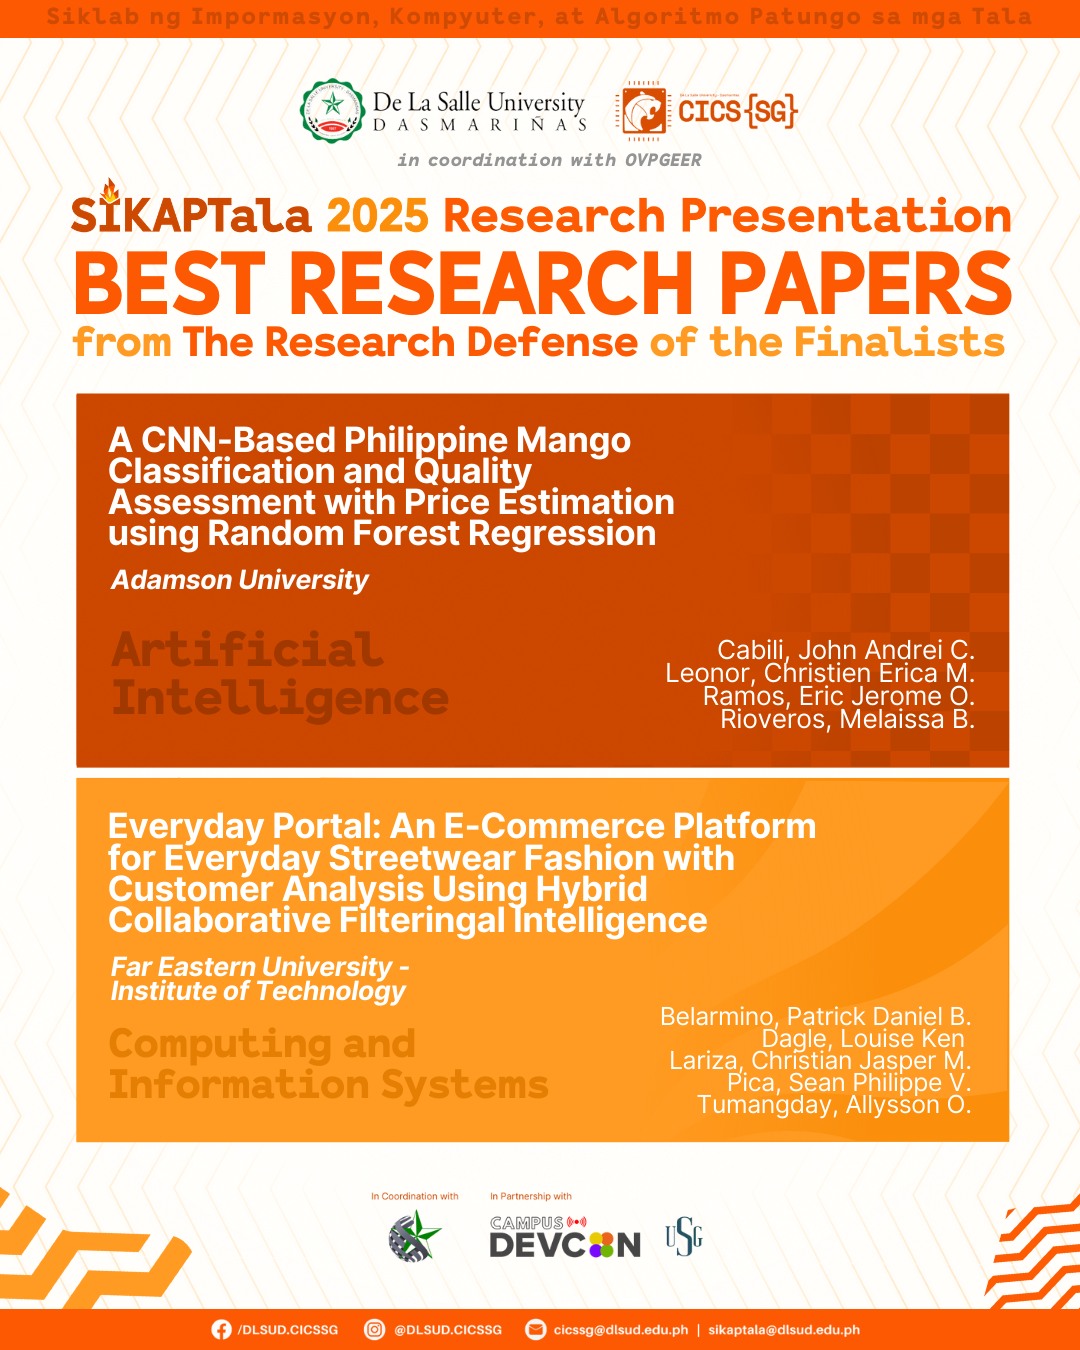 Siklab ng Impormasyon, Kompyuter, at Algoritmo Patungo sa mga Tala
De La Salle University
DASMARIÑAS
CICS{SG}
in coordination with OVPGEER
SIKAPTala 2025 Research Presentation
BEST RESEARCH PAPERS
from The Research Defense of the Finalists
A CNN-Based Philippine Mango
Classification and Quality
Assessment with Price Estimation
using Random Forest Regression
Adamson University
Artificial
Intelligence
Cabili, John Andrei C.
Leonor, Christien Erica M.
Ramos, Eric Jerome O.
Rioveros, Melaissa B.
Everyday Portal: An E-Commerce Platform
for Everyday Streetwear Fashion with
Customer Analysis Using Hybrid
Collaborative Filteringal Intelligence
Far Eastern University -
Institute of Technology
Computing and
Information Systems
Belarmino, Patrick Daniel B.
Dagle, Louise Ken
Lariza, Christian Jasper M.
Pica, Sean Philippe V.
Tumangday, Allysson O.
In Coordination with
In Partnership with
CAMPUS
DEVCON
USG
/DLSUD.CICSSG
@DLSUD.CICSSG
cicssg@dlsud.edu.ph | sikaptala@dlsud.edu.ph